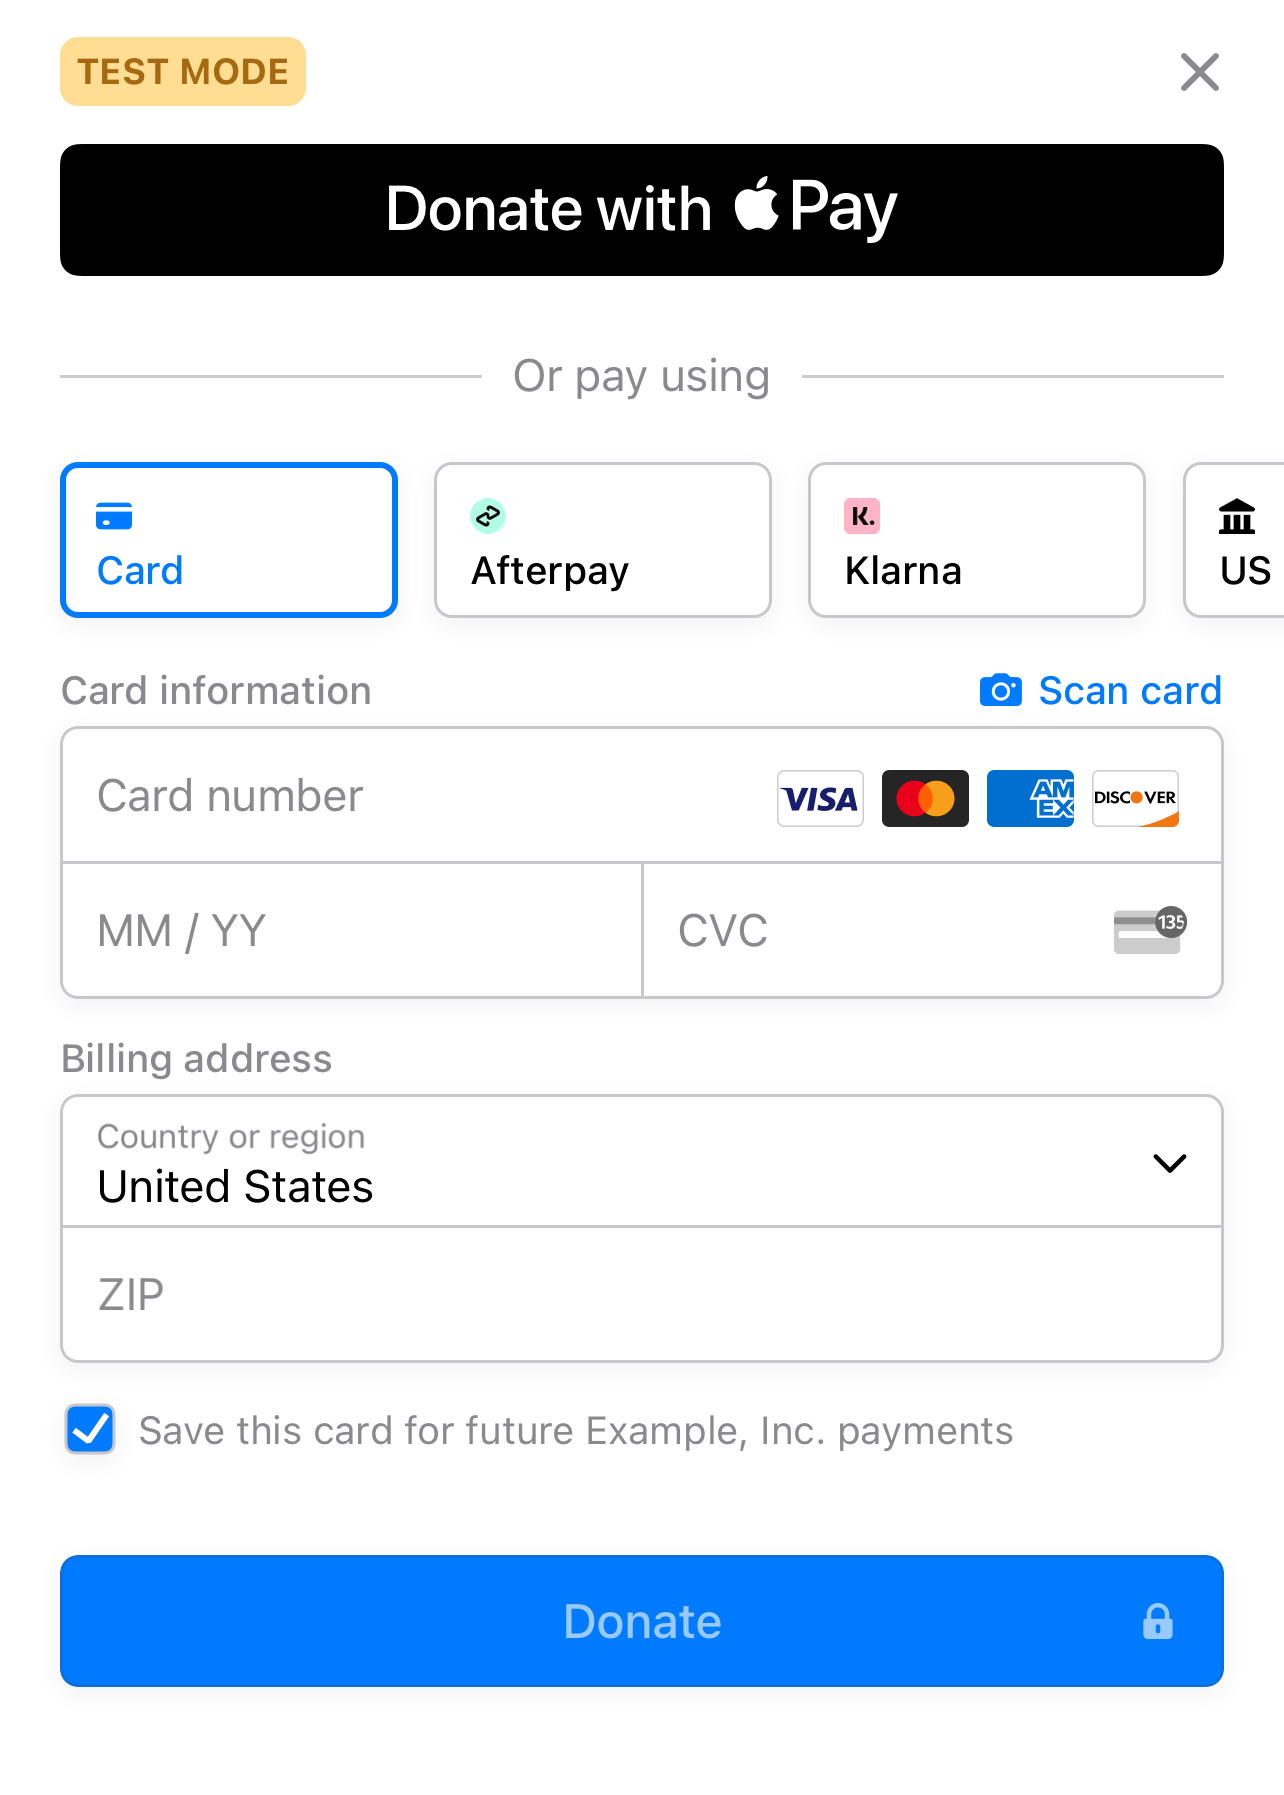 TEST MODE
Donate with Pay
Or pay using
Card
Afterpay
K.
Klarna
US
Card information
Scan card
Card number
VISA
AM
EX
DISCOVER
MM / YY
CVC
135
Billing address
Country or region
United States
ZIP
Save this card for future Example, Inc. payments
Donate